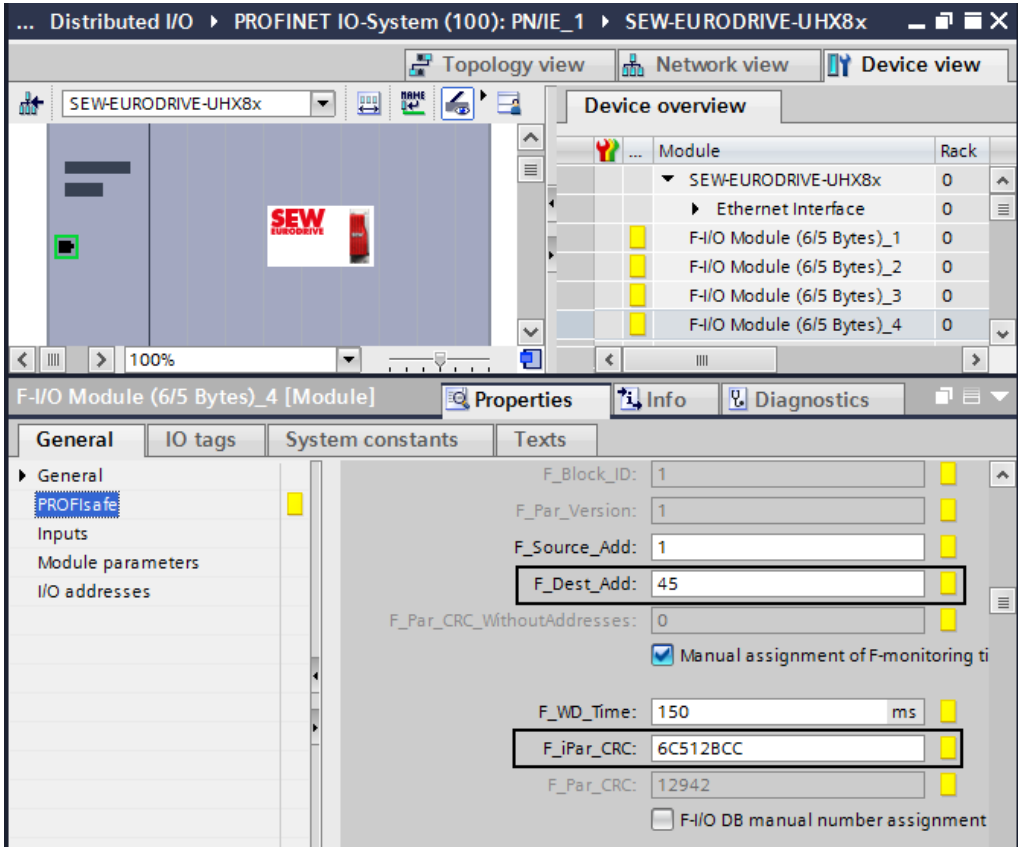 ... Distributed I/O ▸ PROFINET IO-System (100): PN/IE_1 ▸ SEW-EURODRIVE-UHX8x
Topology view Network view Device view
SEW-EURODRIVE-UHX8x
NAME
Device overview
... Module Rack
SEW-EURODRIVE-UHX8x 0
Ethernet Interface 0
F-I/O Module (6/5 Bytes)_1 0
F-I/O Module (6/5 Bytes)_2 0
F-I/O Module (6/5 Bytes)_3 0
F-I/O Module (6/5 Bytes)_4 0
SEW
EURODRIVE
100%
F-I/O Module (6/5 Bytes)_4 [Module]
Properties Info Diagnostics
General IO tags System constants Texts
General
PROFIsafe
Inputs
Module parameters
I/O addresses
F_Block_ID: 1
F_Par_Version: 1
F_Source_Add: 1
F_Dest_Add: 45
F_Par_CRC_WithoutAddresses: 0
Manual assignment of F-monitoring ti
F_WD_Time: 150 ms
F_iPar_CRC: 6C512BCC
F_Par_CRC: 12942
F-I/O DB manual number assignment